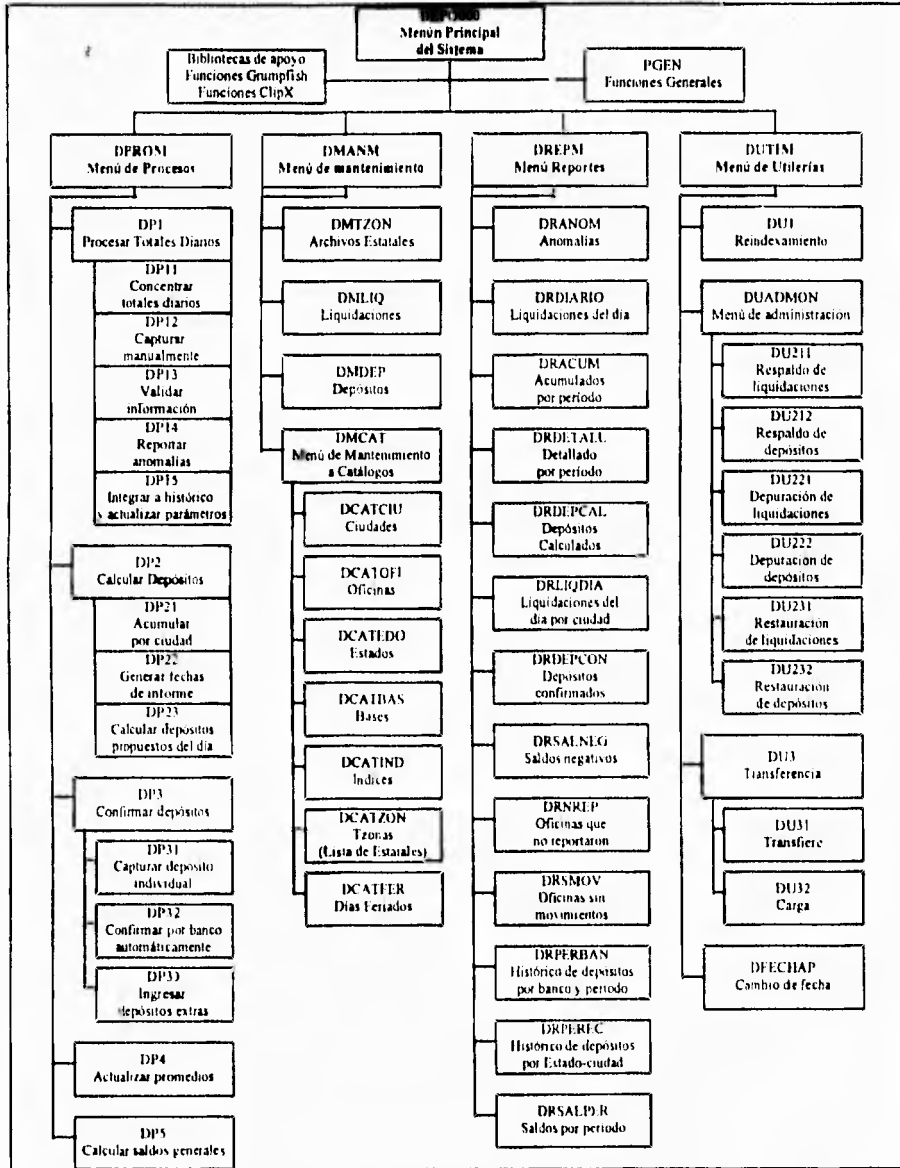 DEPO000
Menún Principal
del Sistema
Bibliotecas de apoyo
Funciones Grumpfish
Funciones ClipX
PGEN
Funciones Generales
DPROM
Menú de Procesos
DP1
Procesar Totales Diarios
DP11
Concentrar
totales diarios
DP12
Capturar
manualmente
DP13
Validar
información
DP14
Reportar
anomalías
DP15
Integrar a histórico
y actualizar parámetros
DP2
Calcular Depósitos
DP21
Acumular
por ciudad
DP22
Generar fechas
de informe
DP23
Calcular depósitos
propuestos del día
DP3
Confirmar depósitos
DP31
Capturar depósito
individual
DP32
Confirmar por banco
automáticamente
DP33
Ingresar
depósitos extras
DP4
Actualizar promedios
DP5
Calcular saldos generales
DMANM
Menú de mantenimiento
DMTZON
Archivos Estatales
DMLIQ
Liquidaciones
DMDEP
Depósitos
DMCAT
Menú de Mantenimiento
a Catálogos
DCATCIU
Ciudades
DCATOFI
Oficinas
DCATEDO
Estados
DCATBAS
Bases
DCATIND
Indices
DCATZON
Tzonas
(Lista de Estatales)
DCATFER
Días Feriados
DREPM
Menú Reportes
DRANOM
Anomalías
DRDIARIO
Liquidaciones del día
DRACUM
Acumulados
por período
DRDETALL
Detallado
por período
DRDEPCAL
Depósitos
Calculados
DRLIQDIA
Liquidaciones del
día por ciudad
DRDEPCON
Depósitos
confirmados
DRSALNEG
Saldos negativos
DRNREP
Oficinas que
no reportaron
DRSMOV
Oficinas sin
movimientos
DRPERBAN
Histórico de depósitos
por banco y período
DRPEREC
Histórico de depósitos
por Estado-ciudad
DRSALPER
Saldos por período
DUTIM
Menú de Utilerías
DU1
Reindexamiento
DUADMON
Menú de administración
DU211
Respaldo de
liquidaciones
DU212
Respaldo de
depósitos
DU221
Depuración de
liquidaciones
DU222
Depuración de
depósitos
DU231
Restauración
de liquidaciones
DU232
Restauración
de depósitos
DU3
Transferencia
DU31
Transfiere
DU32
Carga
DFECHAP
Cambio de fecha